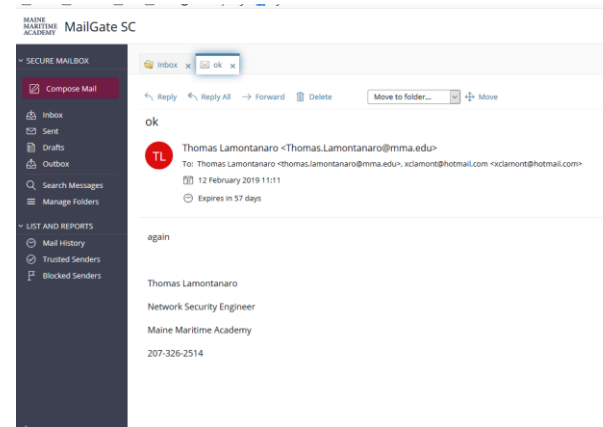 MAINE
MARITIME
ACADEMY MailGate SC
SECURE MAILBOX
Compose Mail
Inbox
Sent
Drafts
Outbox
Search Messages
Manage Folders
LIST AND REPORTS
Mail History
Trusted Senders
Blocked Senders
Inbox x ok x
Reply Reply All Forward Delete Move to folder... Move
ok
TL
Thomas Lamontanaro <Thomas.Lamontanaro@mma.edu>
To: Thomas Lamontanaro <thomas.lamontanaro@mma.edu>, xclamont@hotmail.com <xclamont@hotmail.com>
12 February 2019 11:11
Expires in 57 days
again
Thomas Lamontanaro
Network Security Engineer
Maine Maritime Academy
207-326-2514